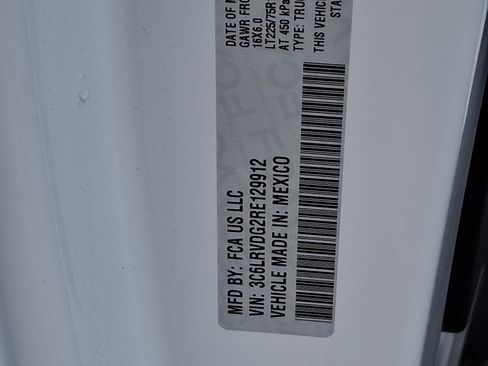 MFD BY: FCA US LLC
VIN: 3C6LRVDG2RE129912
VEHICLE MADE IN: MEXICO
DATE OF
GAWR
16X6.0
LT225/75R
AT 450 kPa
TYPE: TRU
THIS VEHIC
STA